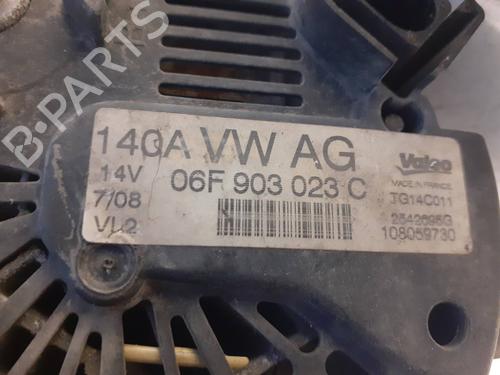 B-PARTS
140A VW AG
14V 06F 903 023 C
7/08
VL2
Valeo
MADE IN FRANCE
TG14C011
2542695G
108059730